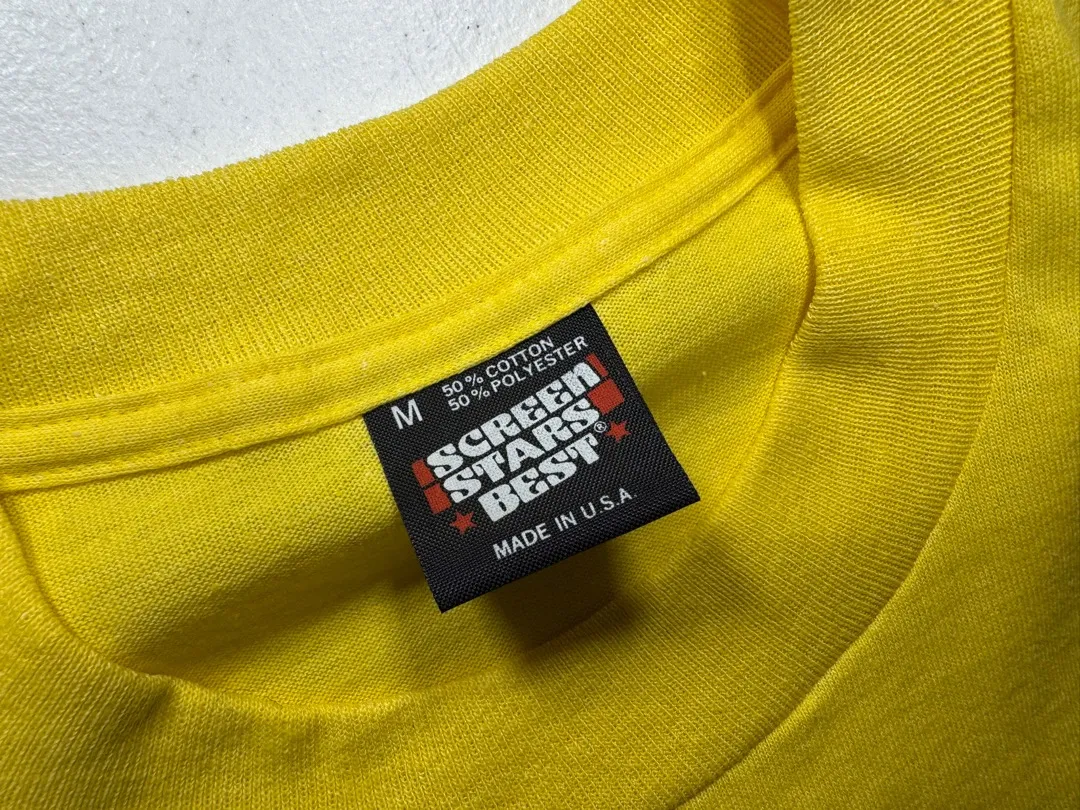 M
50% COTTON
50% POLYESTER
SCREEN
STARS®
BEST
MADE IN U.S.A.